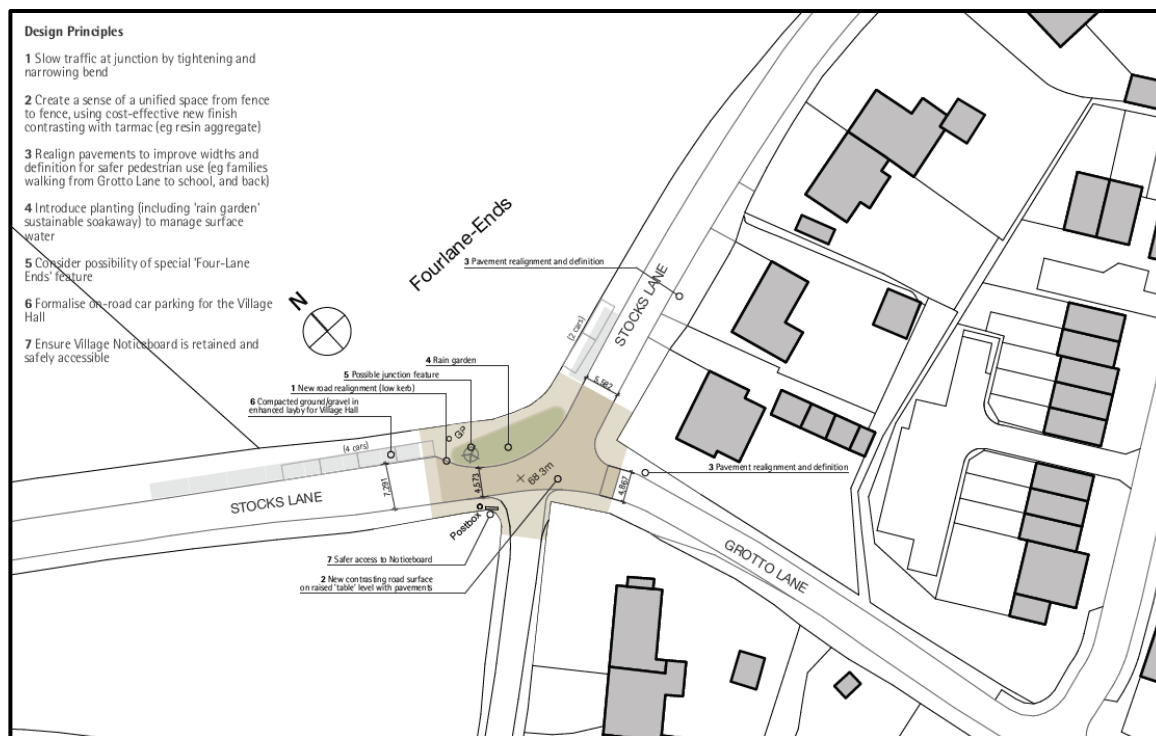 Design Principles
1 Slow traffic at junction by tightening and
narrowing bend
2 Create a sense of a unified space from fence
to fence, using cost-effective new finish
contrasting with tarmac (eg resin aggregate)
3 Realign pavements to improve widths and
definition for safer pedestrian use (eg families
walking from Grotto Lane to school, and back)
4 Introduce planting (including 'rain garden'
sustainable soakaway) to manage surface
water
5 Consider possibility of special 'Four-Lane
Ends' feature
6 Formalise on-road car parking for the Village
Hall
7 Ensure Village Noticeboard is retained and
safely accessible
N
Fourlane-Ends
3 Pavement realignment and definition
STOCKS LANE
(2 cars)
5,582
4 Rain garden
5 Possible junction feature
1 New road realignment (low kerb)
6 Compacted ground/gravel in
enhanced layby for Village Hall
GP
(4 cars)
7,291
4,573
68.3m
4,867
3 Pavement realignment and definition
STOCKS LANE
Postbox
GROTTO LANE
7 Safer access to Noticeboard
2 New contrasting road surface
on raised 'table' level with pavements